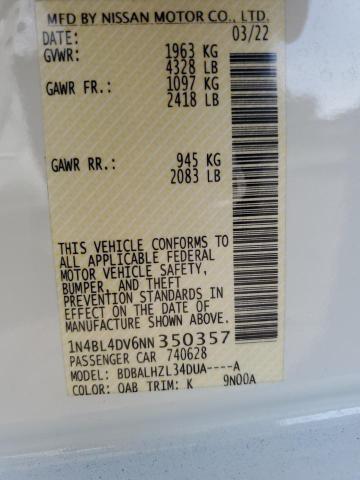 MFD BY NISSAN MOTOR CO., LTD.
DATE: 03/22
GVWR: 1963 KG
4328 LB
GAWR FR.: 1097 KG
2418 LB
GAWR RR.: 945 KG
2083 LB
THIS VEHICLE CONFORMS TO
ALL APPLICABLE FEDERAL
MOTOR VEHICLE SAFETY,
BUMPER, AND THEFT
PREVENTION STANDARDS IN
EFFECT ON THE DATE OF
MANUFACTURE SHOWN ABOVE.
1N4BL4DV6NN350357
PASSENGER CAR 740628
MODEL: BDBALHZL34DUA----A
COLOR: QAB TRIM: K 9N00A